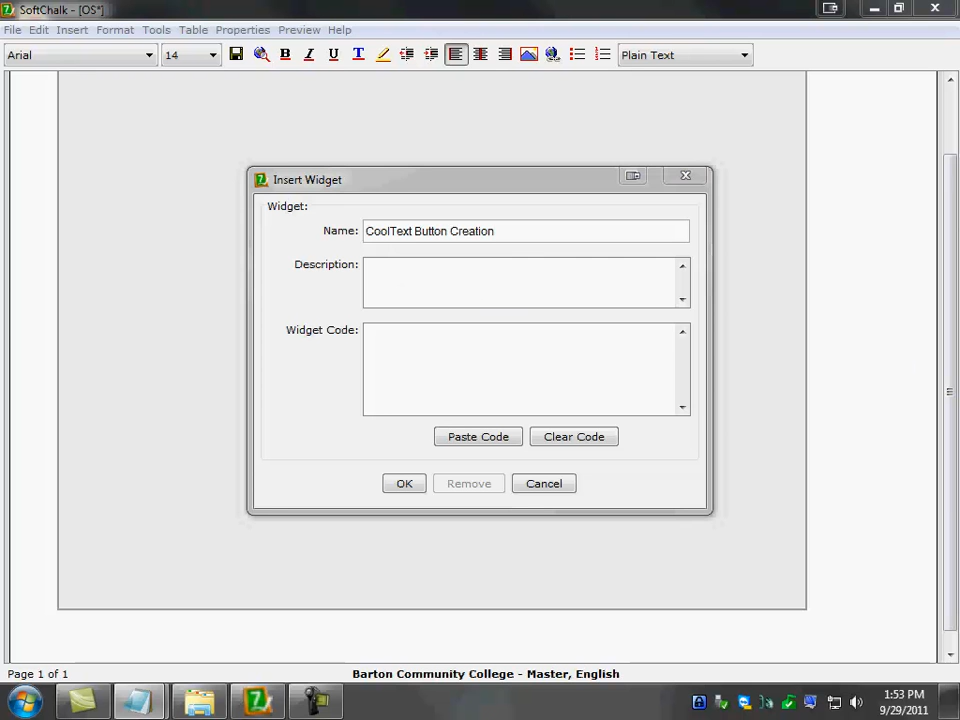 SoftChalk - [OS*]
File Edit Insert Format Tools Table Properties Preview Help
Arial 14 B I U T Plain Text
7 Insert Widget
Widget:
Name: CoolText Button Creation
Description:
Widget Code:
Paste Code Clear Code
OK Remove Cancel
Page 1 of 1 Barton Community College - Master, English
7 1:53 PM
9/29/2011